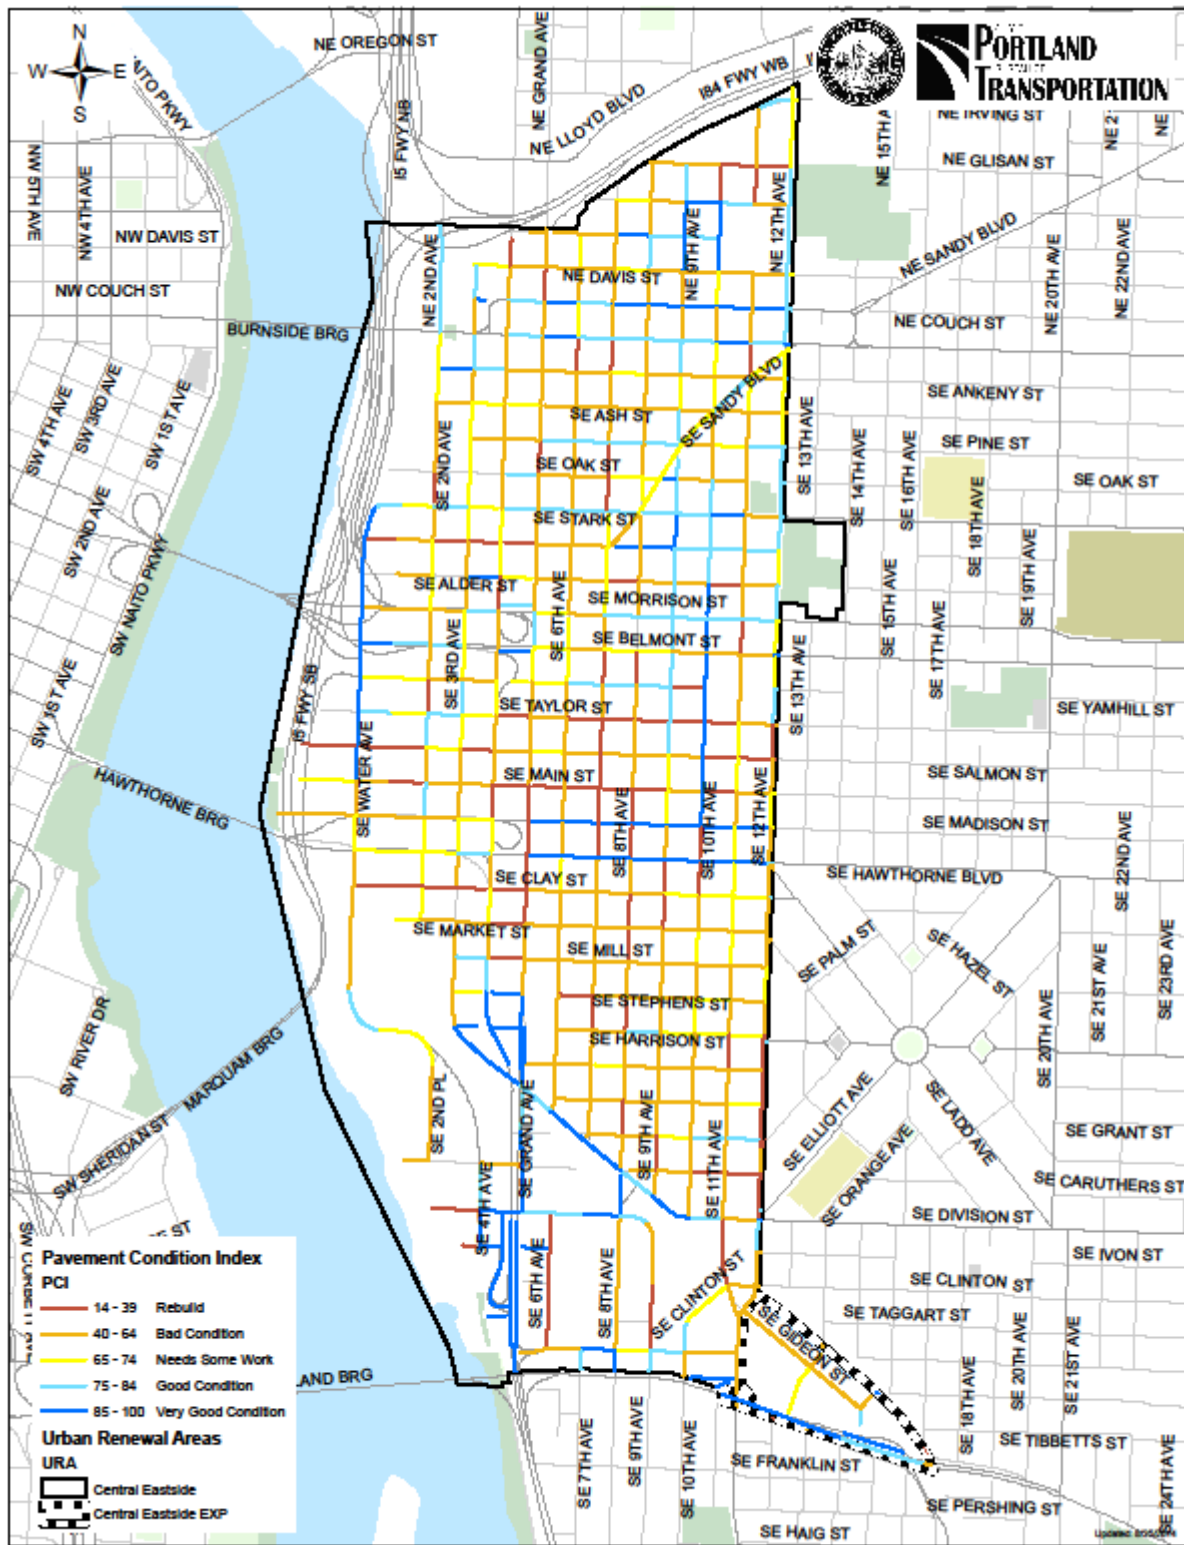 N
W E
S
PORTLAND
TRANSPORTATION
NE OREGON ST
NE GRAND AVE
NE LLOYD BLVD
I84 FWY WB
I5 FWY NB
NE IRVING ST
NE GLISAN ST
NW 5TH AVE
NW 4TH AVE
NW DAVIS ST
NW COUCH ST
NE 2ND AVE
NE DAVIS ST
NE 9TH AVE
NE 12TH AVE
NE SANDY BLVD
NE 20TH AVE
NE 22ND AVE
NE COUCH ST
BURNSIDE BRG
SW 4TH AVE
SW 3RD AVE
SW 1ST AVE
SE SANDY BLVD
SE ANKENY ST
SE ASH ST
SE 2ND AVE
SE 13TH AVE
SE 14TH AVE
SE 16TH AVE
SE PINE ST
SE OAK ST
SE OAK ST
SE 18TH AVE
SW 2ND AVE
SW NAITO PKWY
SE STARK ST
SE ALDER ST
SE 6TH AVE
SE MORRISON ST
SE 15TH AVE
SE 17TH AVE
SE 19TH AVE
SE BELMONT ST
SE 3RD AVE
I5 FWY SB
SE 13TH AVE
SW 1ST AVE
SE TAYLOR ST
SE YAMHILL ST
SE WATER AVE
SE MAIN ST
SE SALMON ST
HAWTHORNE BRG
SE 8TH AVE
SE 10TH AVE
SE 12TH AVE
SE MADISON ST
SE CLAY ST
SE HAWTHORNE BLVD
SE 22ND AVE
SE MARKET ST
SE MILL ST
SE PALM ST
SE HAZEL ST
SE 21ST AVE
SE 23RD AVE
SE STEPHENS ST
SE HARRISON ST
SE 20TH AVE
SW RIVER DR
MARQUAM BRG
SW SHERIDAN ST
SE 2ND PL
SE GRAND AVE
SE 9TH AVE
SE 11TH AVE
SE ELLIOTT AVE
SE LADD AVE
SE ORANGE AVE
SE GRANT ST
SE CARUTHERS ST
SE 4TH AVE
SE DIVISION ST
SE 6TH AVE
SE 8TH AVE
SE CLINTON ST
SE IVON ST
SE CLINTON ST
SE TAGGART ST
SE GIDEON ST
SE 18TH AVE
SE 20TH AVE
SE 21ST AVE
Pavement Condition Index
PCI
14 - 39 Rebuild
40 - 64 Bad Condition
65 - 74 Needs Some Work
75 - 84 Good Condition
85 - 100 Very Good Condition
Urban Renewal Areas
URA
Central Eastside
Central Eastside EXP
SE 7TH AVE
SE 9TH AVE
SE 10TH AVE
SE FRANKLIN ST
SE TIBBETTS ST
SE PERSHING ST
SE 24TH AVE
SE HAIG ST